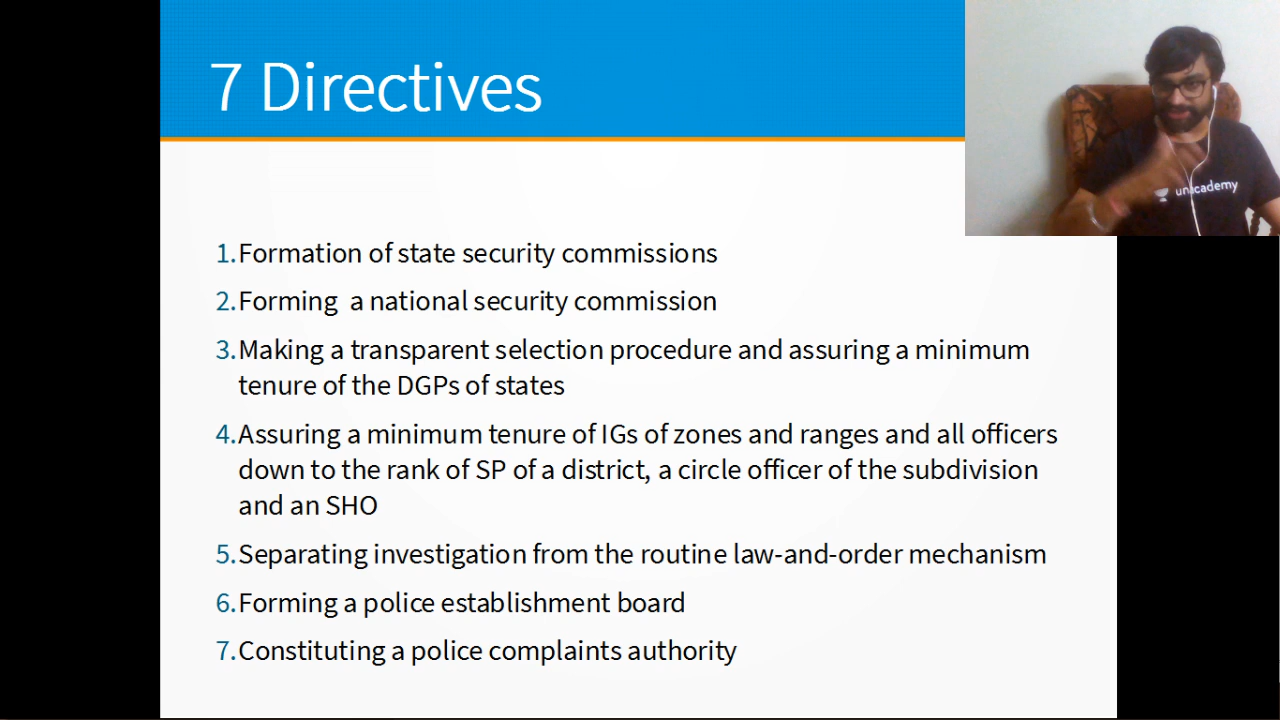 7 Directives
unacademy
1.Formation of state security commissions
2.Forming  a national security commission
3.Making a transparent selection procedure and assuring a minimum
tenure of the DGPs of states
4.Assuring a minimum tenure of IGs of zones and ranges and all officers
down to the rank of SP of a district, a circle officer of the subdivision
and an SHO
5.Separating investigation from the routine law-and-order mechanism
6.Forming a police establishment board
7.Constituting a police complaints authority